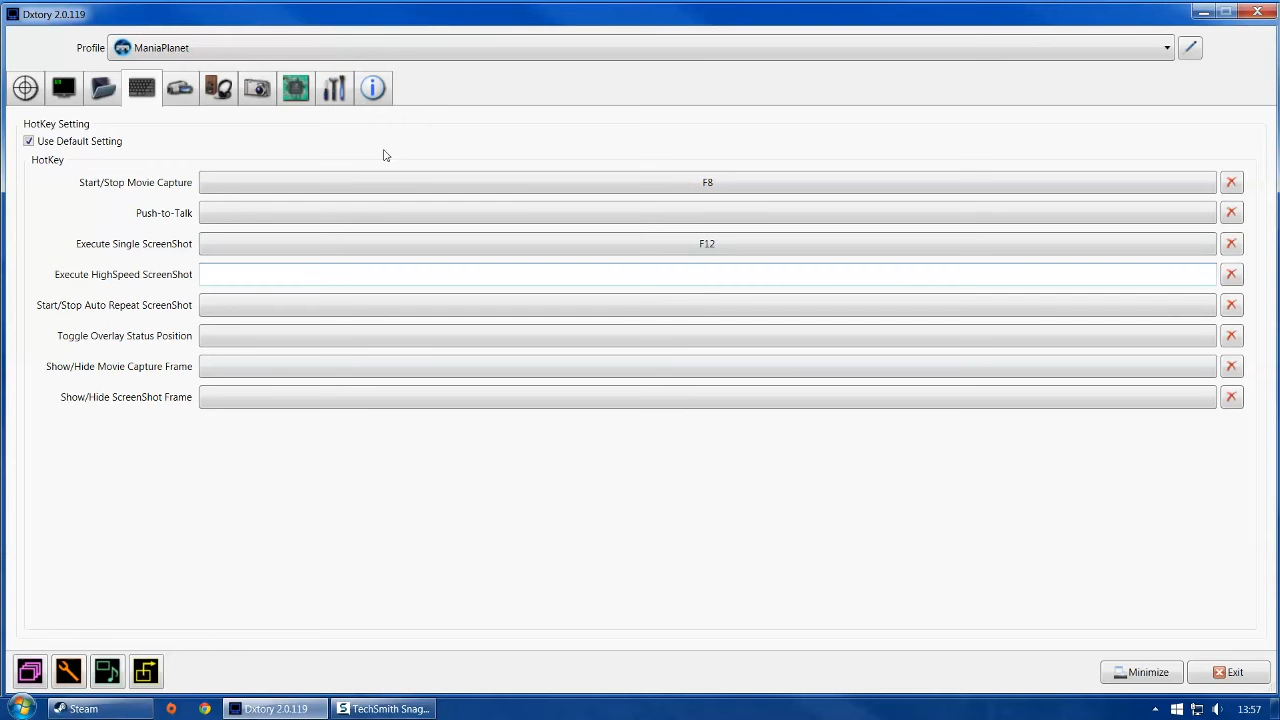 Dxtory 2.0.119
Profile ManiaPlanet
HotKey Setting
Use Default Setting
HotKey
Start/Stop Movie Capture F8
Push-to-Talk
Execute Single ScreenShot F12
Execute HighSpeed ScreenShot
Start/Stop Auto Repeat ScreenShot
Toggle Overlay Status Position
Show/Hide Movie Capture Frame
Show/Hide ScreenShot Frame
Minimize Exit
Steam Dxtory 2.0.119 TechSmith Snag... 13:57